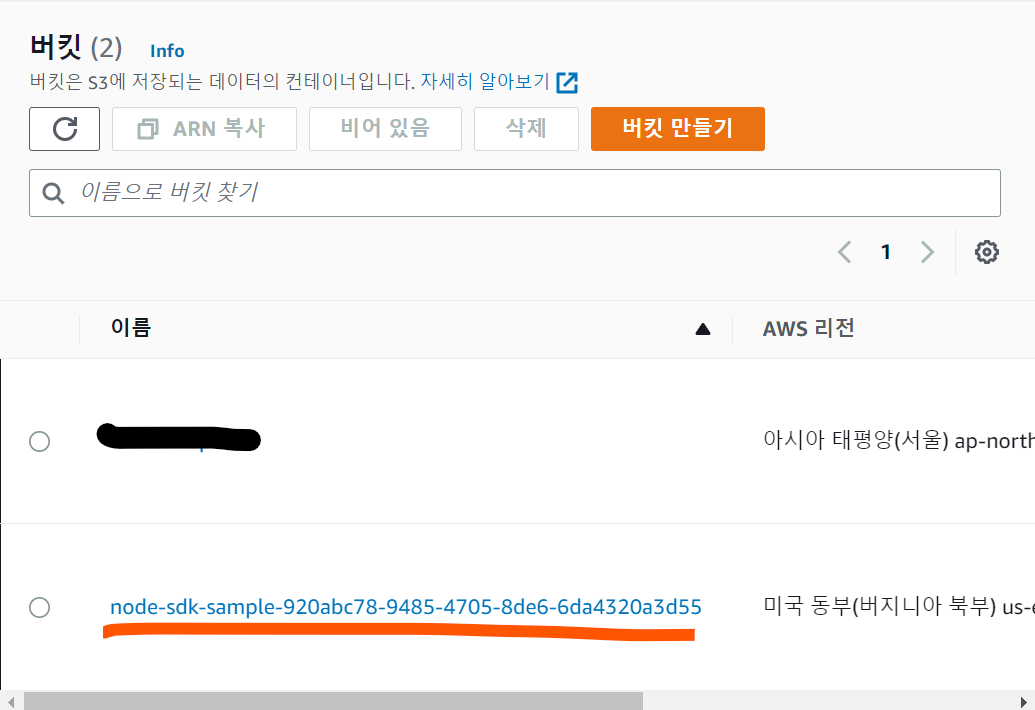 버킷 (2) Info
버킷은 S3에 저장되는 데이터의 컨테이너입니다. 자세히 알아보기
ARN 복사 비어 있음 삭제 버킷 만들기
이름으로 버킷 찾기
1
이름 AWS 리전
아시아 태평양(서울) ap-north
node-sdk-sample-920abc78-9485-4705-8de6-6da4320a3d55 미국 동부(버지니아 북부) us-e